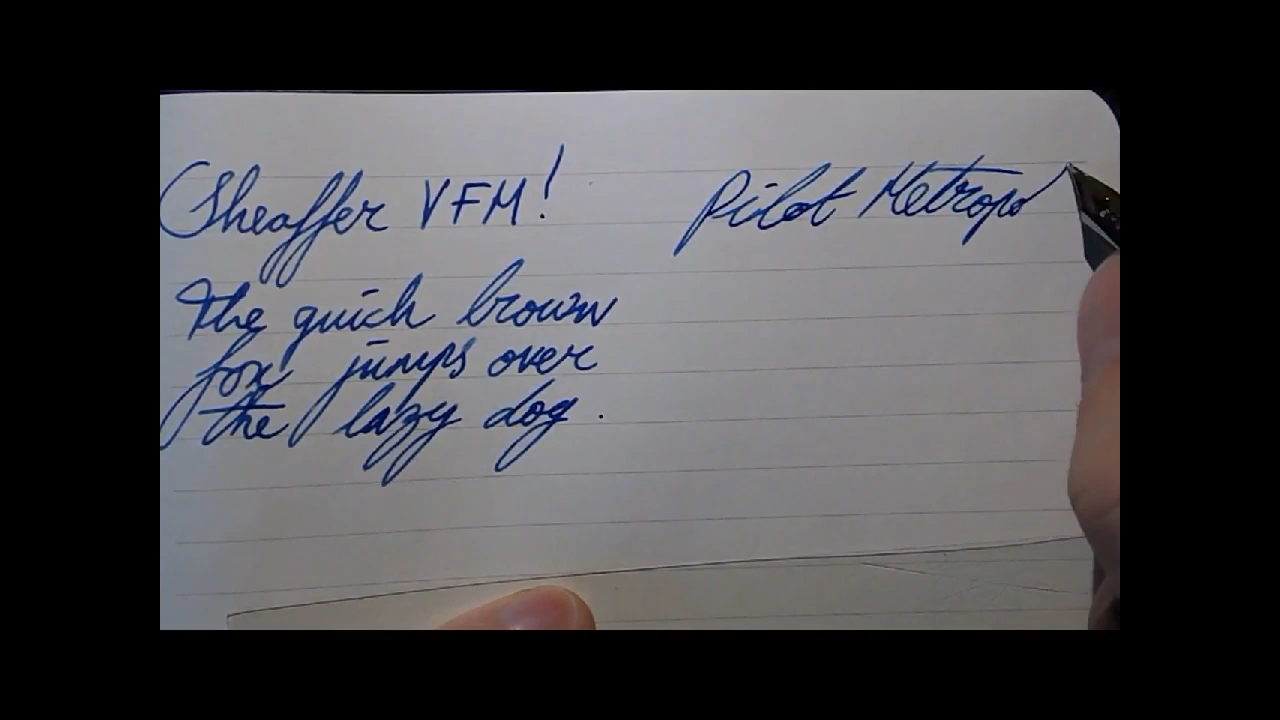 Sheaffer VFM!
The quick brown
fox jumps over
the lazy dog.
Pilot Metropo